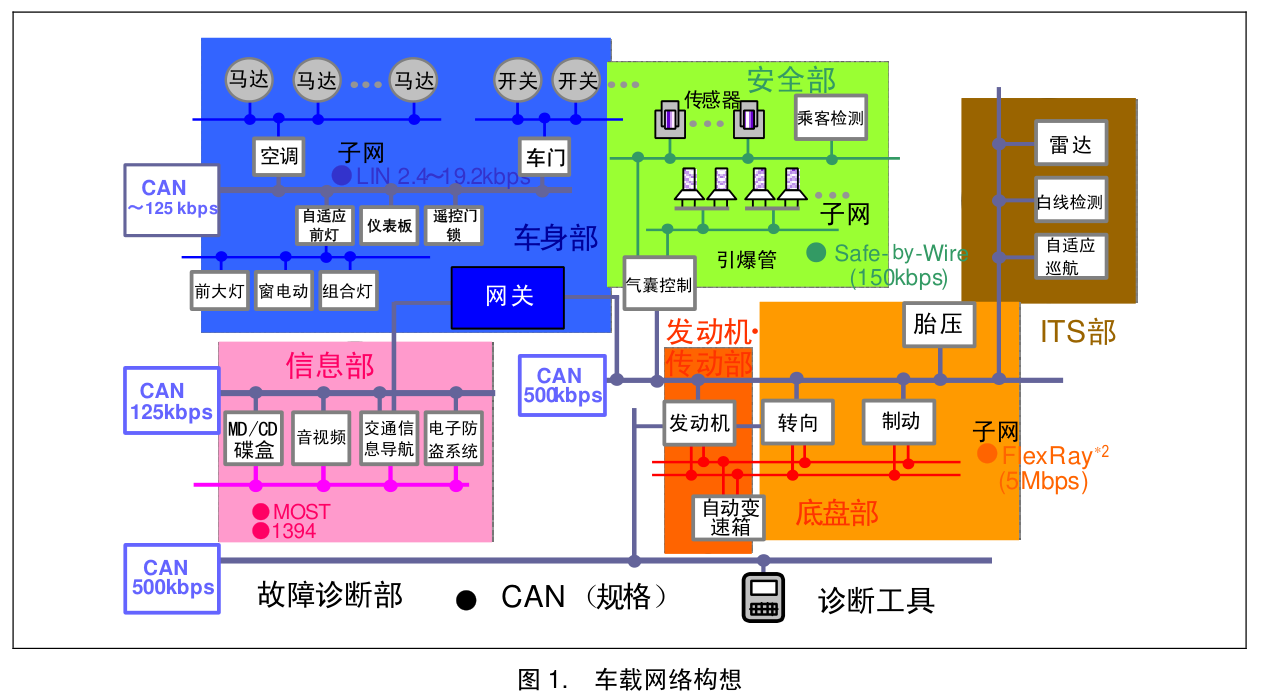 马达
马达
马达
开关
开关
安全部
传感器
乘客检测
雷达
空调
子网
车门
LIN 2.4～19.2kbps
CAN
～125 kbps
白线检测
自适应
前灯
仪表板
遥控门
锁
子网
车身部
引爆管
Safe-by-Wire
(150kbps)
自适应
巡航
前大灯
窗电动
组合灯
网关
气囊控制
胎压
ITS部
发动机·
传动部
信息部
CAN
125kbps
CAN
500kbps
MD/CD
碟盒
音视频
交通信
息导航
电子防
盗系统
发动机
转向
制动
子网
FlexRay*2
(5Mbps)
自动变
速箱
底盘部
MOST
1394
CAN
500kbps
故障诊断部
CAN（规格）
诊断工具
图 1. 车载网络构想